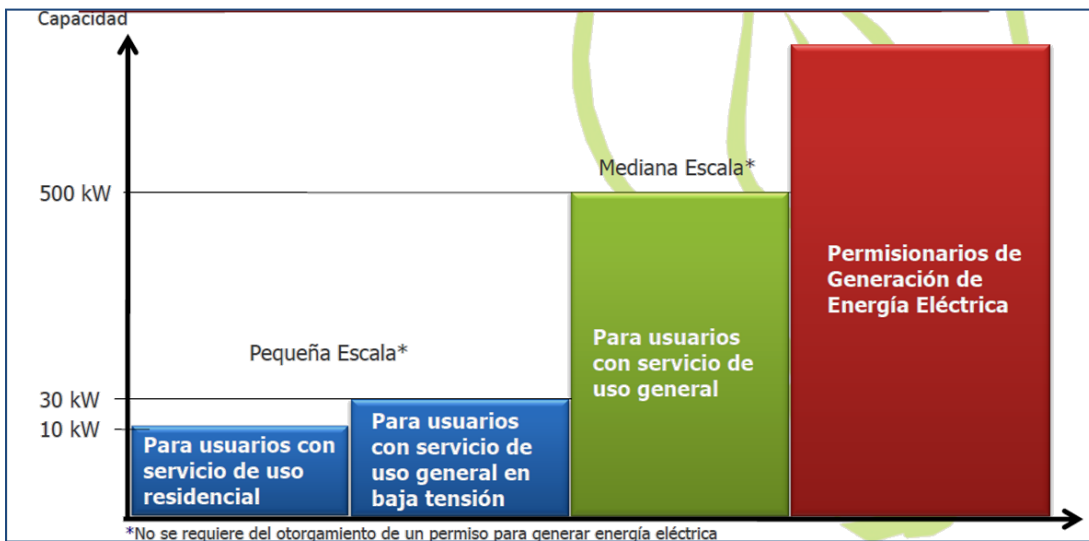 Capacidad
Mediana Escala*
500 kW
Permisionarios de
Generación de
Energía Eléctrica
Para usuarios
con servicio de
uso general
Pequeña Escala*
30 kW
10 kW
Para usuarios con
servicio de uso
residencial
Para usuarios
con servicio de
uso general en
baja tensión
*No se requiere del otorgamiento de un permiso para generar energía eléctrica